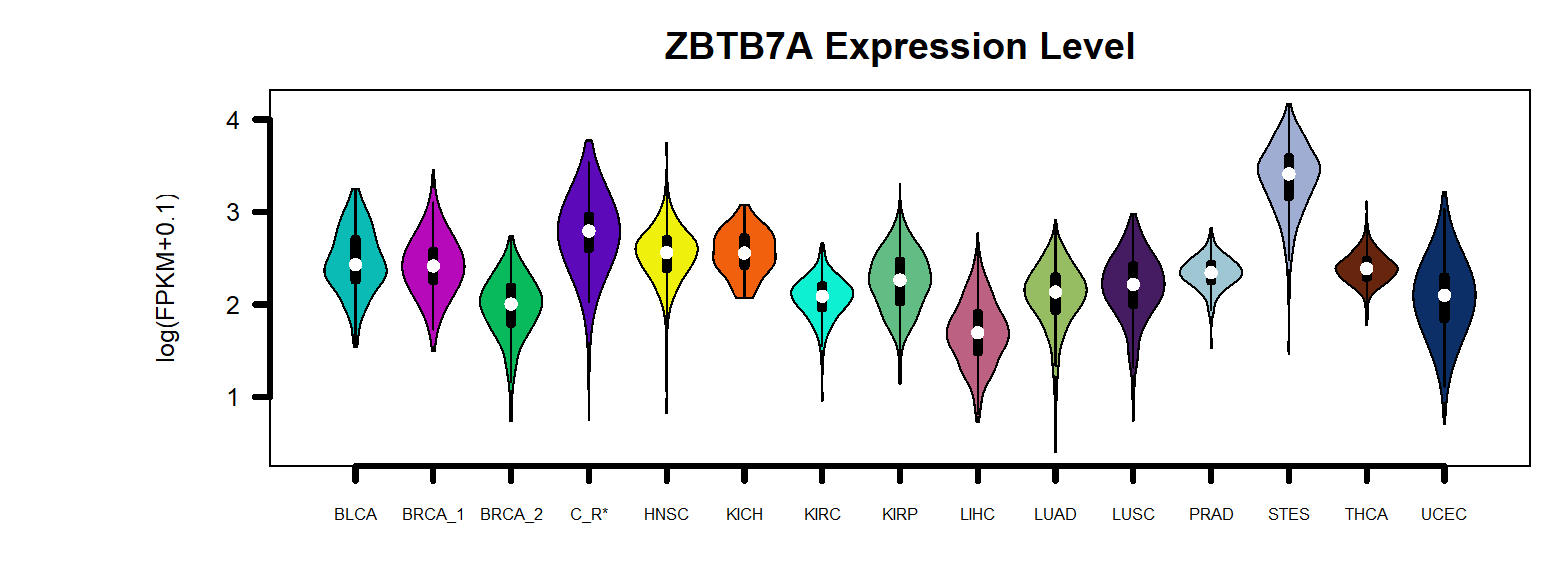 ZBTB7A Expression Level
log(FPKM+0.1)
4
3
2
1
BLCA BRCA_1 BRCA_2 C_R* HNSC KICH KIRC KIRP LIHC LUAD LUSC PRAD STES THCA UCEC